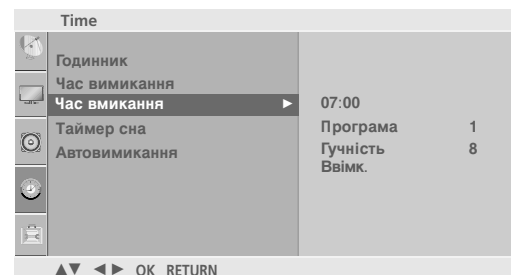 Time
Годинник
Час вимикання
Час вмикання ►
Таймер сна
Автовимикання
07:00
Програма 1
Гучність 8
Ввімк.
▲▼ ◄► OK RETURN